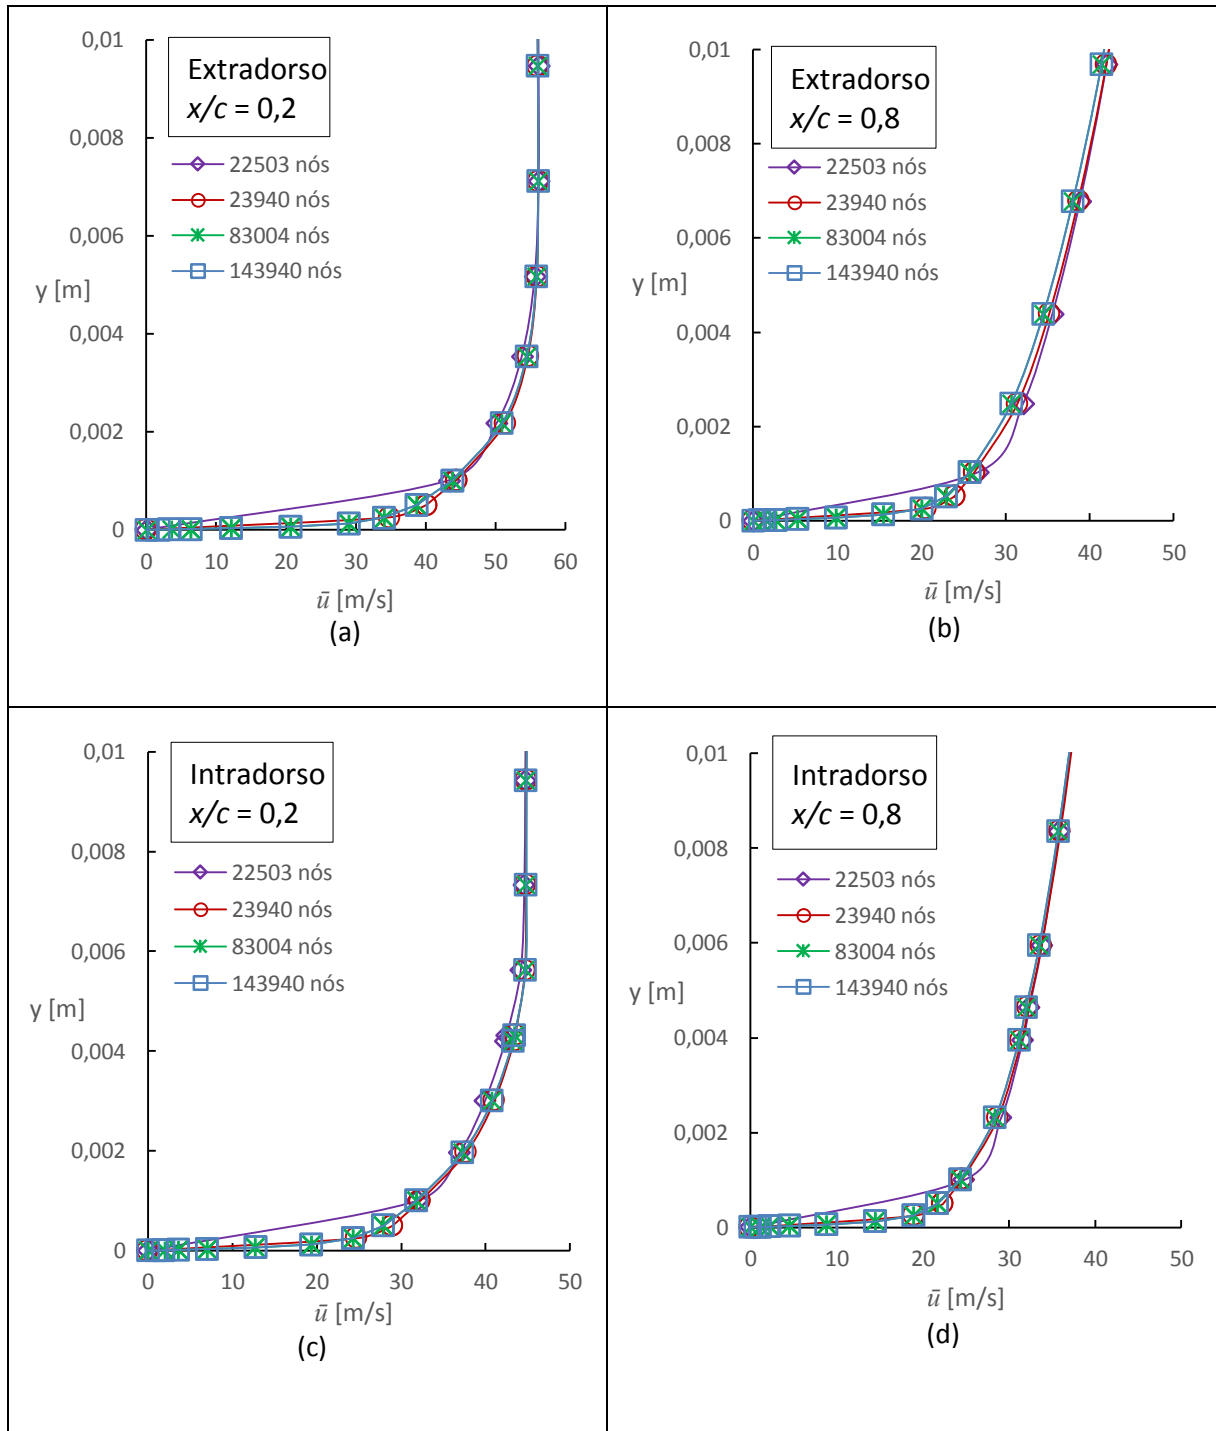 0,01
Extradorso
x/c = 0,2
0,008
22503 nós
23940 nós
0,006
83004 nós
143940 nós
y [m]
0,004
0,002
0
0 10 20 30 40 50 60
ū [m/s]
(a)
0,01
Extradorso
x/c = 0,8
0,008
22503 nós
23940 nós
0,006
83004 nós
143940 nós
y [m]
0,004
0,002
0
0 10 20 30 40 50
ū [m/s]
(b)
0,01
Intradorso
x/c = 0,2
0,008
22503 nós
23940 nós
0,006
83004 nós
143940 nós
y [m]
0,004
0,002
0
0 10 20 30 40 50
ū [m/s]
(c)
0,01
Intradorso
x/c = 0,8
0,008
22503 nós
23940 nós
0,006
83004 nós
143940 nós
y [m]
0,004
0,002
0
0 10 20 30 40 50
ū [m/s]
(d)